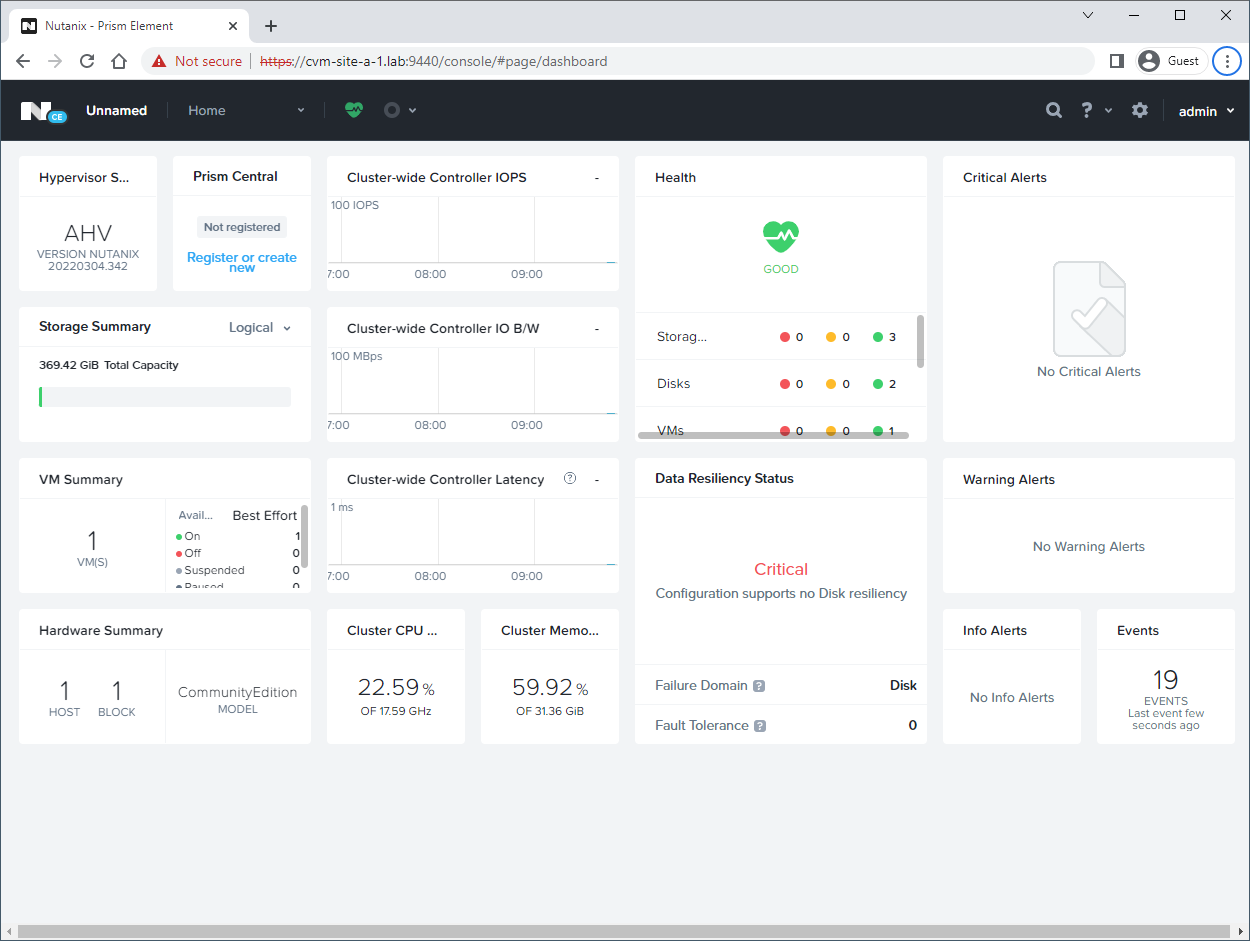 Nutanix - Prism Element
Not secure
https://cvm-site-a-1.lab:9440/console/#page/dashboard
Guest
N CE
Unnamed
Home
?
admin
Hypervisor S...
AHV
VERSION NUTANIX
20220304.342
Prism Central
Not registered
Register or create
new
Cluster-wide Controller IOPS
-
100 IOPS
7:00
08:00
09:00
Health
GOOD
Storag...
0
0
3
Disks
0
0
2
VMs
0
0
1
Critical Alerts
No Critical Alerts
Storage Summary
Logical
369.42 GiB Total Capacity
Cluster-wide Controller IO B/W
-
100 MBps
7:00
08:00
09:00
VM Summary
1
VM(S)
Avail...
Best Effort
On
1
Off
0
Suspended
0
Paused
0
Cluster-wide Controller Latency
?
-
1 ms
7:00
08:00
09:00
Data Resiliency Status
Critical
Configuration supports no Disk resiliency
Failure Domain ?
Disk
Fault Tolerance ?
0
Warning Alerts
No Warning Alerts
Hardware Summary
1
HOST
1
BLOCK
CommunityEdition
MODEL
Cluster CPU ...
22.59 %
OF 17.59 GHz
Cluster Memo...
59.92 %
OF 31.36 GiB
Info Alerts
No Info Alerts
Events
19
EVENTS
Last event few
seconds ago